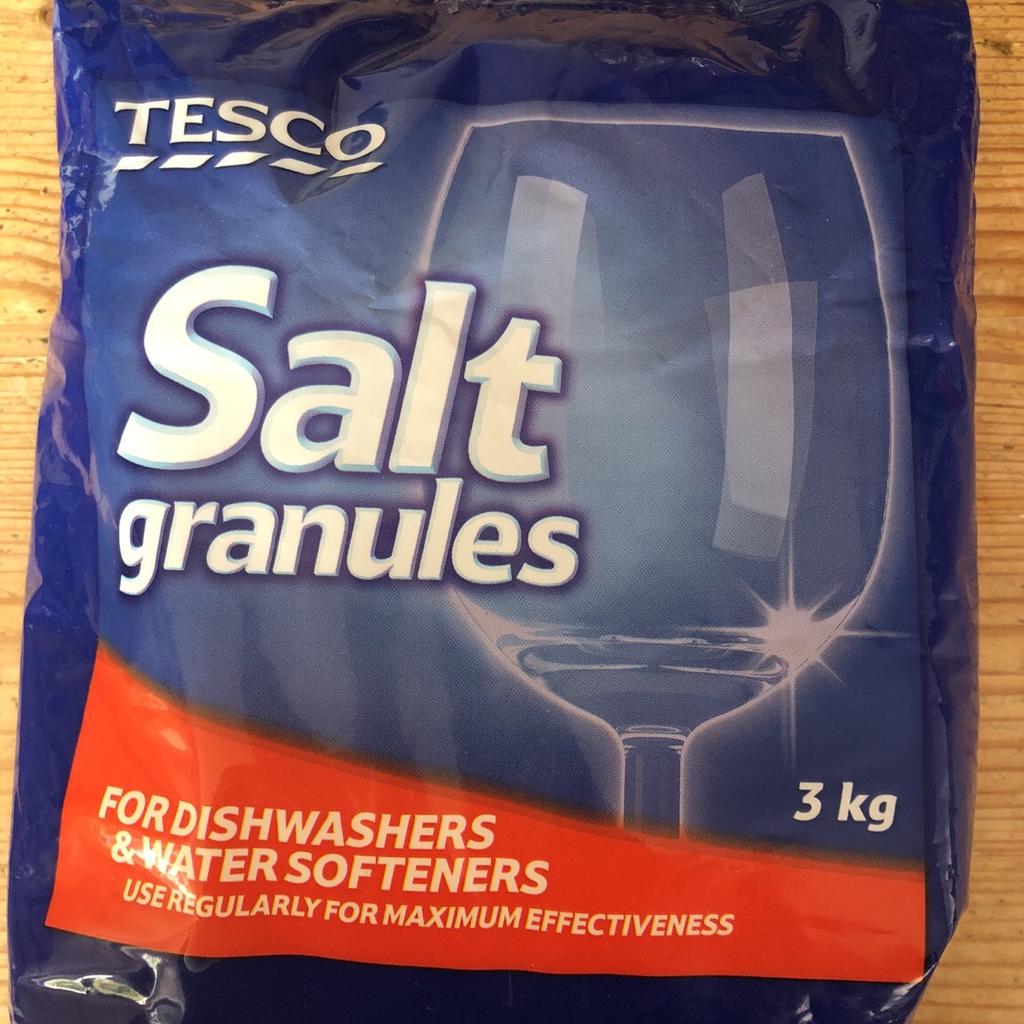 TESCO
Salt
granules
3 kg
FOR DISHWASHERS
& WATER SOFTENERS
USE REGULARLY FOR MAXIMUM EFFECTIVENESS